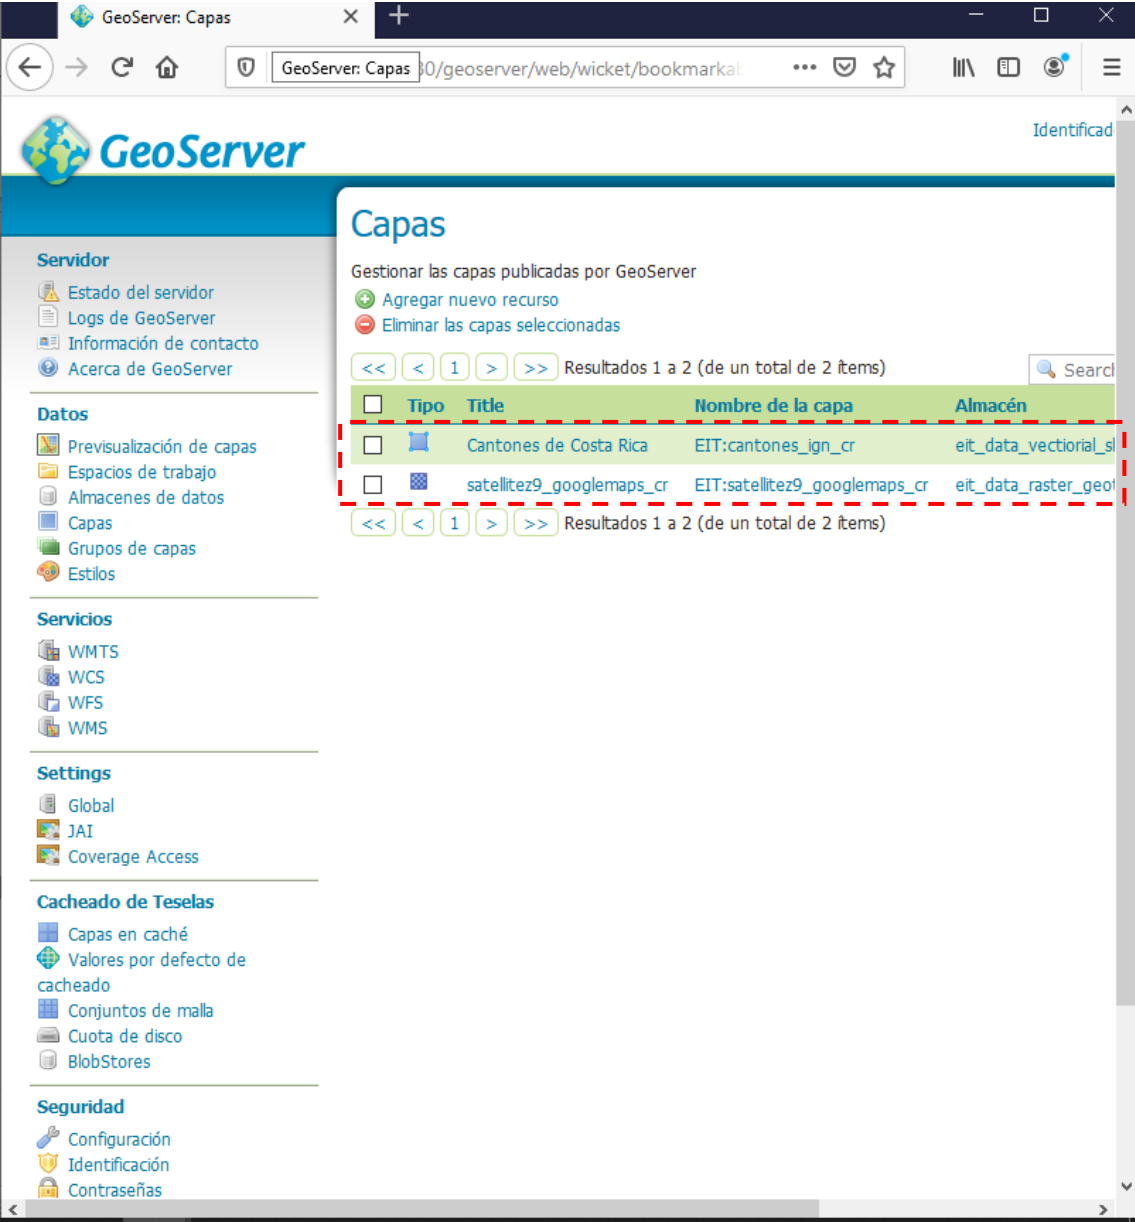 GeoServer: Capas
GeoServer: Capas
30/geoserver/web/wicket/bookmarkab
GeoServer
Identificad
Servidor
Estado del servidor
Logs de GeoServer
Información de contacto
Acerca de GeoServer
Datos
Previsualización de capas
Espacios de trabajo
Almacenes de datos
Capas
Grupos de capas
Estilos
Servicios
WMTS
WCS
WFS
WMS
Settings
Global
JAI
Coverage Access
Cacheado de Teselas
Capas en caché
Valores por defecto de
cacheado
Conjuntos de malla
Cuota de disco
BlobStores
Seguridad
Configuración
Identificación
Contraseñas
Capas
Gestionar las capas publicadas por GeoServer
Agregar nuevo recurso
Eliminar las capas seleccionadas
<< < 1 > >> Resultados 1 a 2 (de un total de 2 ítems) Search
Tipo Title Nombre de la capa Almacén
Cantones de Costa Rica EIT:cantones_ign_cr eit_data_vectiorial_sh
satellitez9_googlemaps_cr EIT:satellitez9_googlemaps_cr eit_data_raster_geot
<< < 1 > >> Resultados 1 a 2 (de un total de 2 ítems)